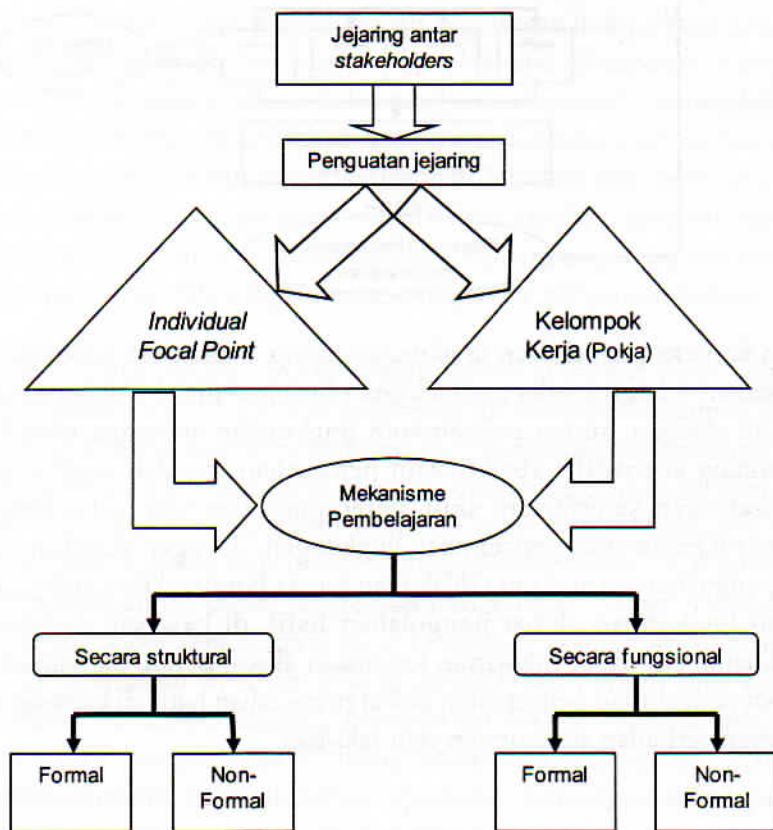 Jejaring antar
stakeholders
Penguatan jejaring
Individual
Focal Point
Kelompok
Kerja (Pokja)
Mekanisme
Pembelajaran
Secara struktural
Secara fungsional
Formal
Non-
Formal
Formal
Non-
Formal